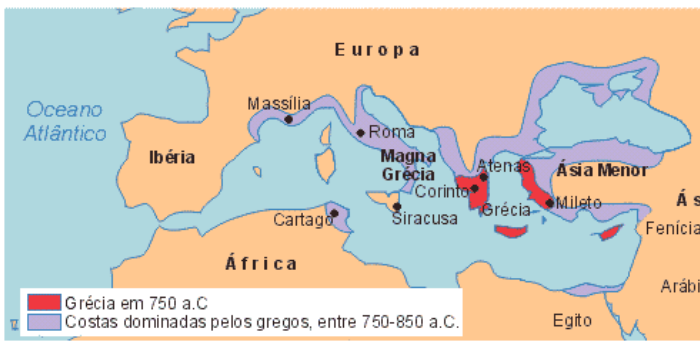 Europa
Oceano
Atlântico
Massília
Roma
Ibéria
Magna
Grécia
Atenas
Ásia Menor
Corinto
Mileto
Grécia
Siracusa
Cartago
Ás
Fenícia
África
Arábi
Egito
Grécia em 750 a.C
Costas dominadas pelos gregos, entre 750-850 a.C.